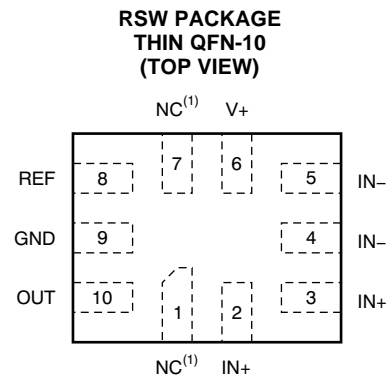 RSW PACKAGE
THIN QFN-10
(TOP VIEW)
NC(1) V+
7 6
REF 8 5 IN–
GND 9 4 IN–
OUT 10 3 IN+
1 2
NC(1) IN+